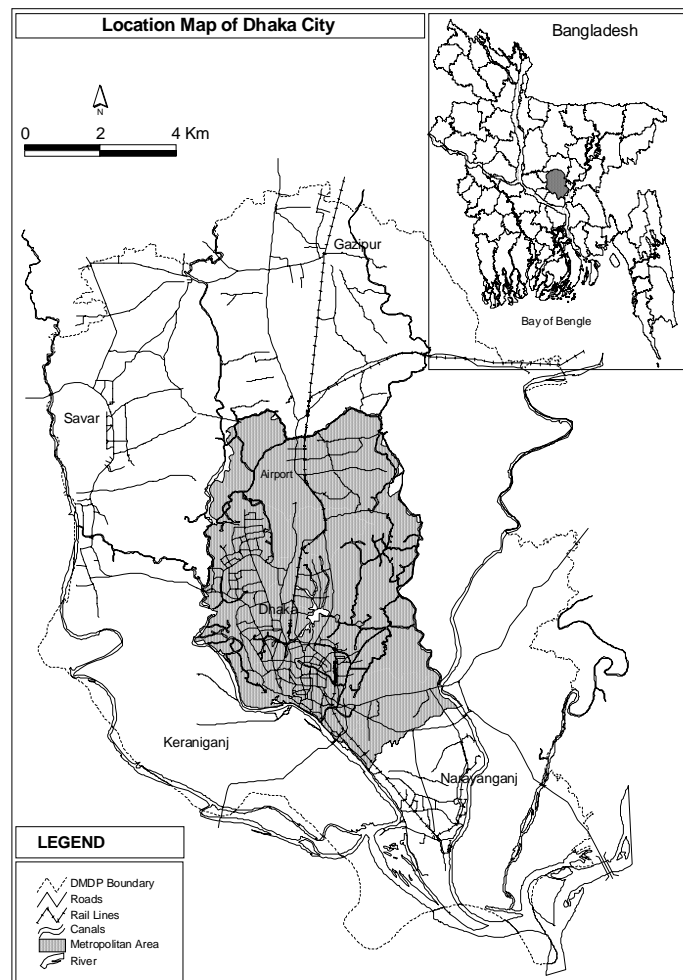 Location Map of Dhaka City
Bangladesh
N
0 2 4 Km
Gazipur
Bay of Bengle
Savar
Airport
Dhaka
Keraniganj
Narayanganj
LEGEND
DMDP Boundary
Roads
Rail Lines
Canals
Metropolitan Area
River